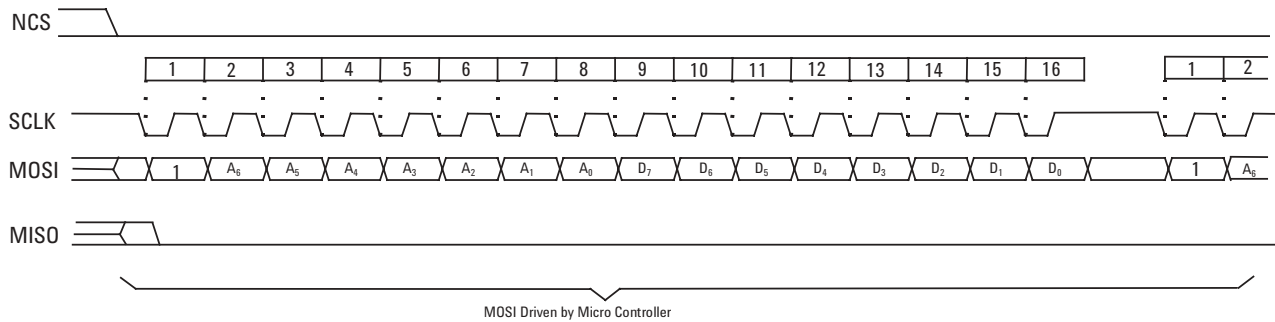 NCS
1 2 3 4 5 6 7 8 9 10 11 12 13 14 15 16 1 2
SCLK
MOSI 1 A₆ A₅ A₄ A₃ A₂ A₁ A₀ D₇ D₆ D₅ D₄ D₃ D₂ D₁ D₀ 1 A₆
MISO
MOSI Driven by Micro Controller